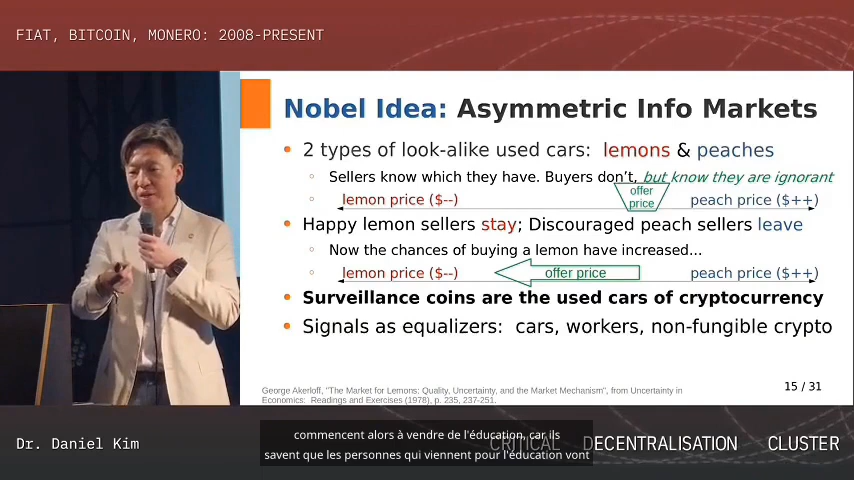 FIAT, BITCOIN, MONERO: 2008-PRESENT
Nobel Idea: Asymmetric Info Markets
2 types of look-alike used cars: lemons & peaches
Sellers know which they have. Buyers don't, but know they are ignorant
offer
price
lemon price ($--) peach price ($++)
Happy lemon sellers stay; Discouraged peach sellers leave
Now the chances of buying a lemon have increased...
lemon price ($--) offer price peach price ($++)
Surveillance coins are the used cars of cryptocurrency
Signals as equalizers: cars, workers, non-fungible crypto
George Akerloff, "The Market for Lemons: Quality, Uncertainty, and the Market Mechanism", from Uncertainty in
Economics: Readings and Exercises (1978), p. 235, 237-251.
15 / 31
Dr. Daniel Kim
CRITICAL DECENTRALISATION CLUSTER
commencent alors à vendre de l'éducation, car ils
savent que les personnes qui viennent pour l'éducation vont